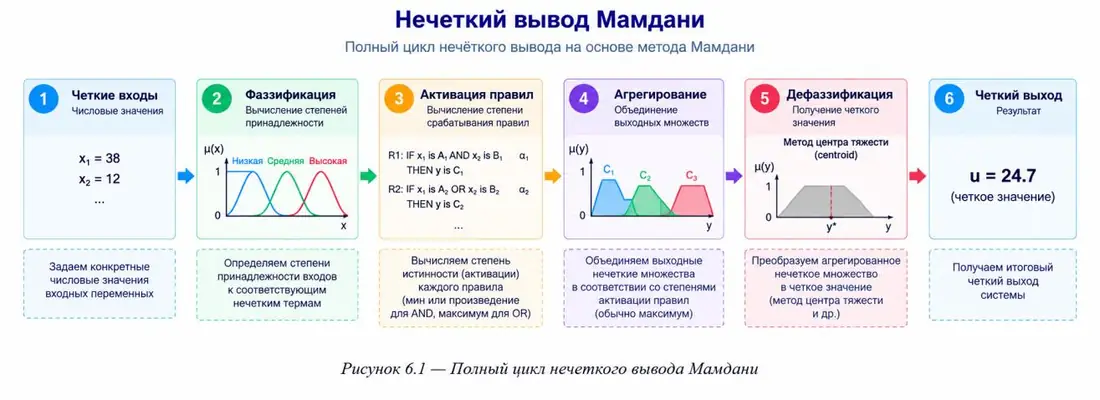 Нечеткий вывод Мамдани
Полный цикл нечёткого вывода на основе метода Мамдани
1
Четкие входы
Числовые значения
x₁ = 38
x₂ = 12
...
Задаем конкретные
числовые значения
входных переменных
2
Фаззификация
Вычисление степеней
принадлежности
μ(x)
Низкая Средняя Высокая
1
0
x
Определяем степени
принадлежности входов
к соответствующим
нечетким термам
3
Активация правил
Вычисление степени
срабатывания правил
R1: IF x₁ is A₁ AND x₂ is B₁ α₁
THEN y is C₁
R2: IF x₁ is A₂ OR x₂ is B₂ α₂
THEN y is C₂
...
Вычисляем степень
истинности (активации)
каждого правила
(мин или произведение
для AND, максимум для OR)
4
Агрегирование
Объединение
выходных множеств
μ(y)
C₁ C₂ C₃
1
0
y
Объединяем выходные
нечеткие множества
в соответствии со степенями
активации правил
(обычно максимум)
5
Дефаззификация
Получение четкого
значения
Метод центра тяжести
(centroid)
μ(y)
1
0
y*
y
Преобразуем агрегированное
нечеткое множество
в четкое значение
(метод центра тяжести
и др.)
6
Четкий выход
Результат
u = 24.7
(четкое значение)
Получаем итоговый
четкий выход
системы
Рисунок 6.1 — Полный цикл нечеткого вывода Мамдани